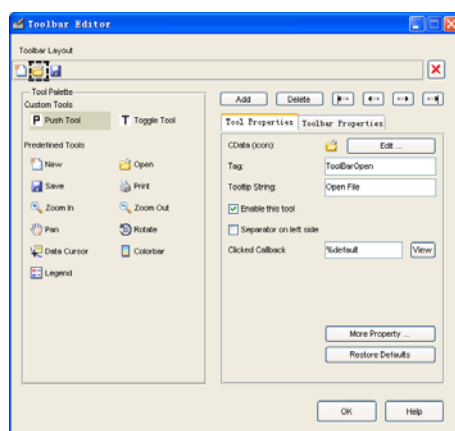 Toolbar Editor
Toolbar Layout
Tool Palette
Custom Tools
P Push Tool
T Toggle Tool
Predefined Tools
New
Open
Save
Print
Zoom In
Zoom Out
Pan
Rotate
Data Cursor
Colorbar
Legend
Add
Delete
Tool Properties
Toolbar Properties
CData (icon):
Edit ...
Tag:
ToolBarOpen
Tooltip String:
Open File
Enable this tool
Separator on left side
Clicked Callback
%default
View
More Property ...
Restore Defaults
OK
Help